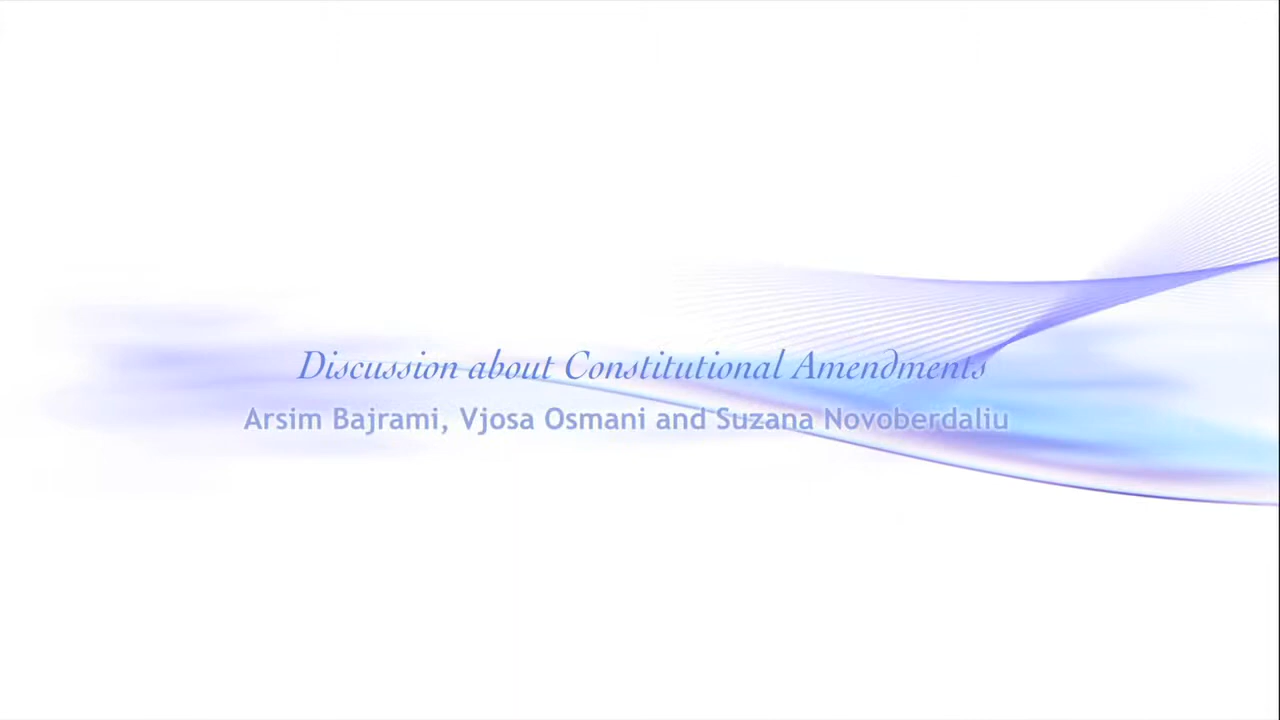 Discussion about Constitutional Amendments
Arsim Bajrami, Vjosa Osmani and Suzana Novoberdaliu